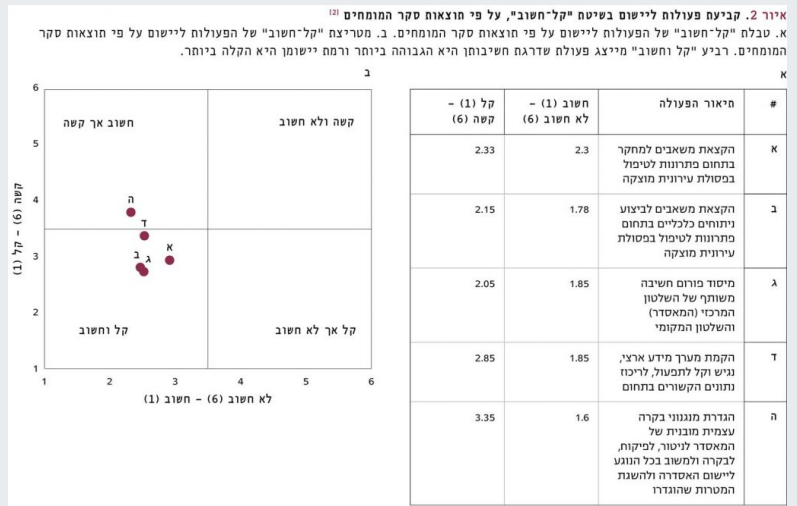 איור 2. קביעת פעולות ליישום בשיטת "קל־חשוב", על פי תוצאות סקר המומחים [2]
א. טבלת "קל-חשוב" של הפעולות ליישום על פי תוצאות סקר המומחים. ב. מטריצת "קל-חשוב" של הפעולות ליישום על פי תוצאות סקר
המומחים. רביע "קל וחשוב" מייצג פעולת שדרגת חשיבותן היא הגבוהה ביותר ורמת יישומן היא הקלה ביותר.
א
# תיאור הפעולה חשוב (1) – קל (1) –
לא חשוב (6) קשה (6)
א הקצאת משאבים למחקר 2.3 2.33
בתחום פתרונות לטיפול
בפסולת עירונית מוצקה
ב הקצאת משאבים לביצוע 1.78 2.15
ניתוחים כלכליים בתחום
פתרונות לטיפול בפסולת
עירונית מוצקה
ג מיסוד פורום חשיבה 1.85 2.05
משותף של השלטון
המרכזי (המאסדר)
והשלטון המקומי
ד הקמת מערך מידע ארצי, 1.85 2.85
נגיש וקל לתפעול, לריכוז
נתונים הקשורים בתחום
ה הגדרת מנגנוני בקרה 1.6 3.35
עצמית מובנית של
המאסדר לניטור, לפיקוח,
לבקרה ולמשוב בכל הנוגע
ליישום האסדרה ולהשגת
המטרות שהוגדרו
ב
6
חשוב אך קשה קשה ולא חשוב
5
4
ה
ד
קשה (6) – קל (1)
א
ב ג
3
2
קל וחשוב קל אך לא חשוב
1
1 2 3 4 5 6
לא חשוב (6) – חשוב (1)